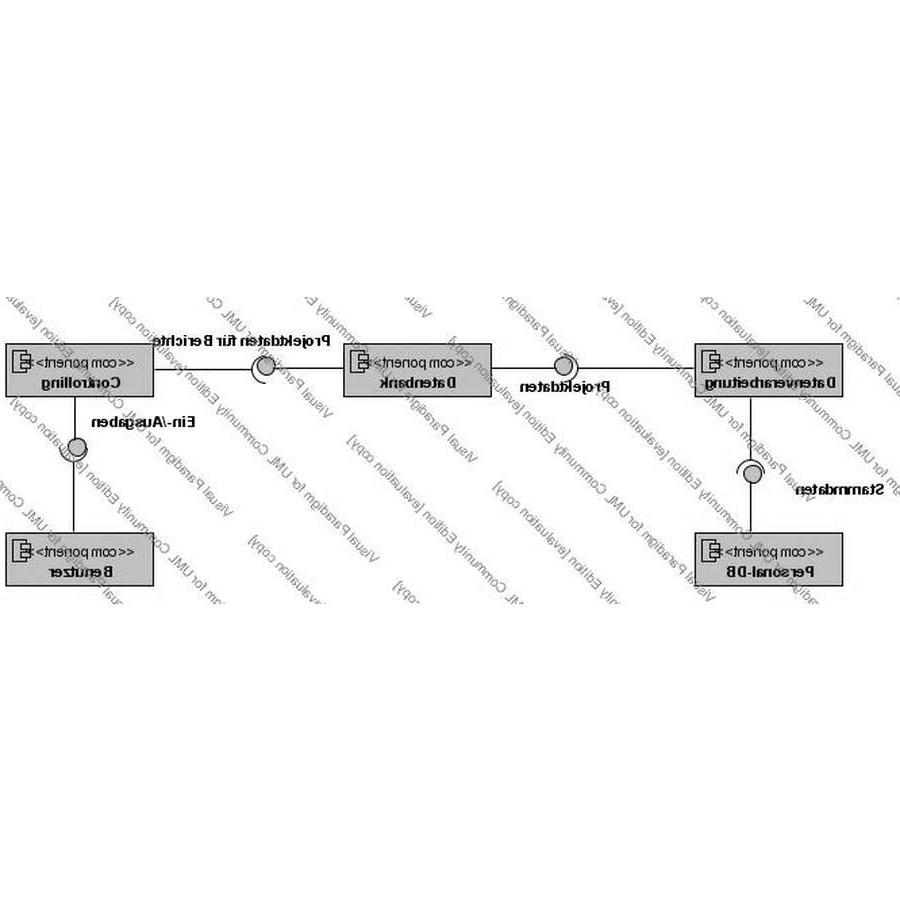 Projektdaten für Berichte
<<component>>
Controlling
<<component>>
Datenbank
<<component>>
Datenverarbeitung
Projektdaten
Ein-/Ausgaben
Stammdaten
<<component>>
Benutzer
<<component>>
Personal-DB
Visual Paradigm for UML Community Edition [evaluation copy]